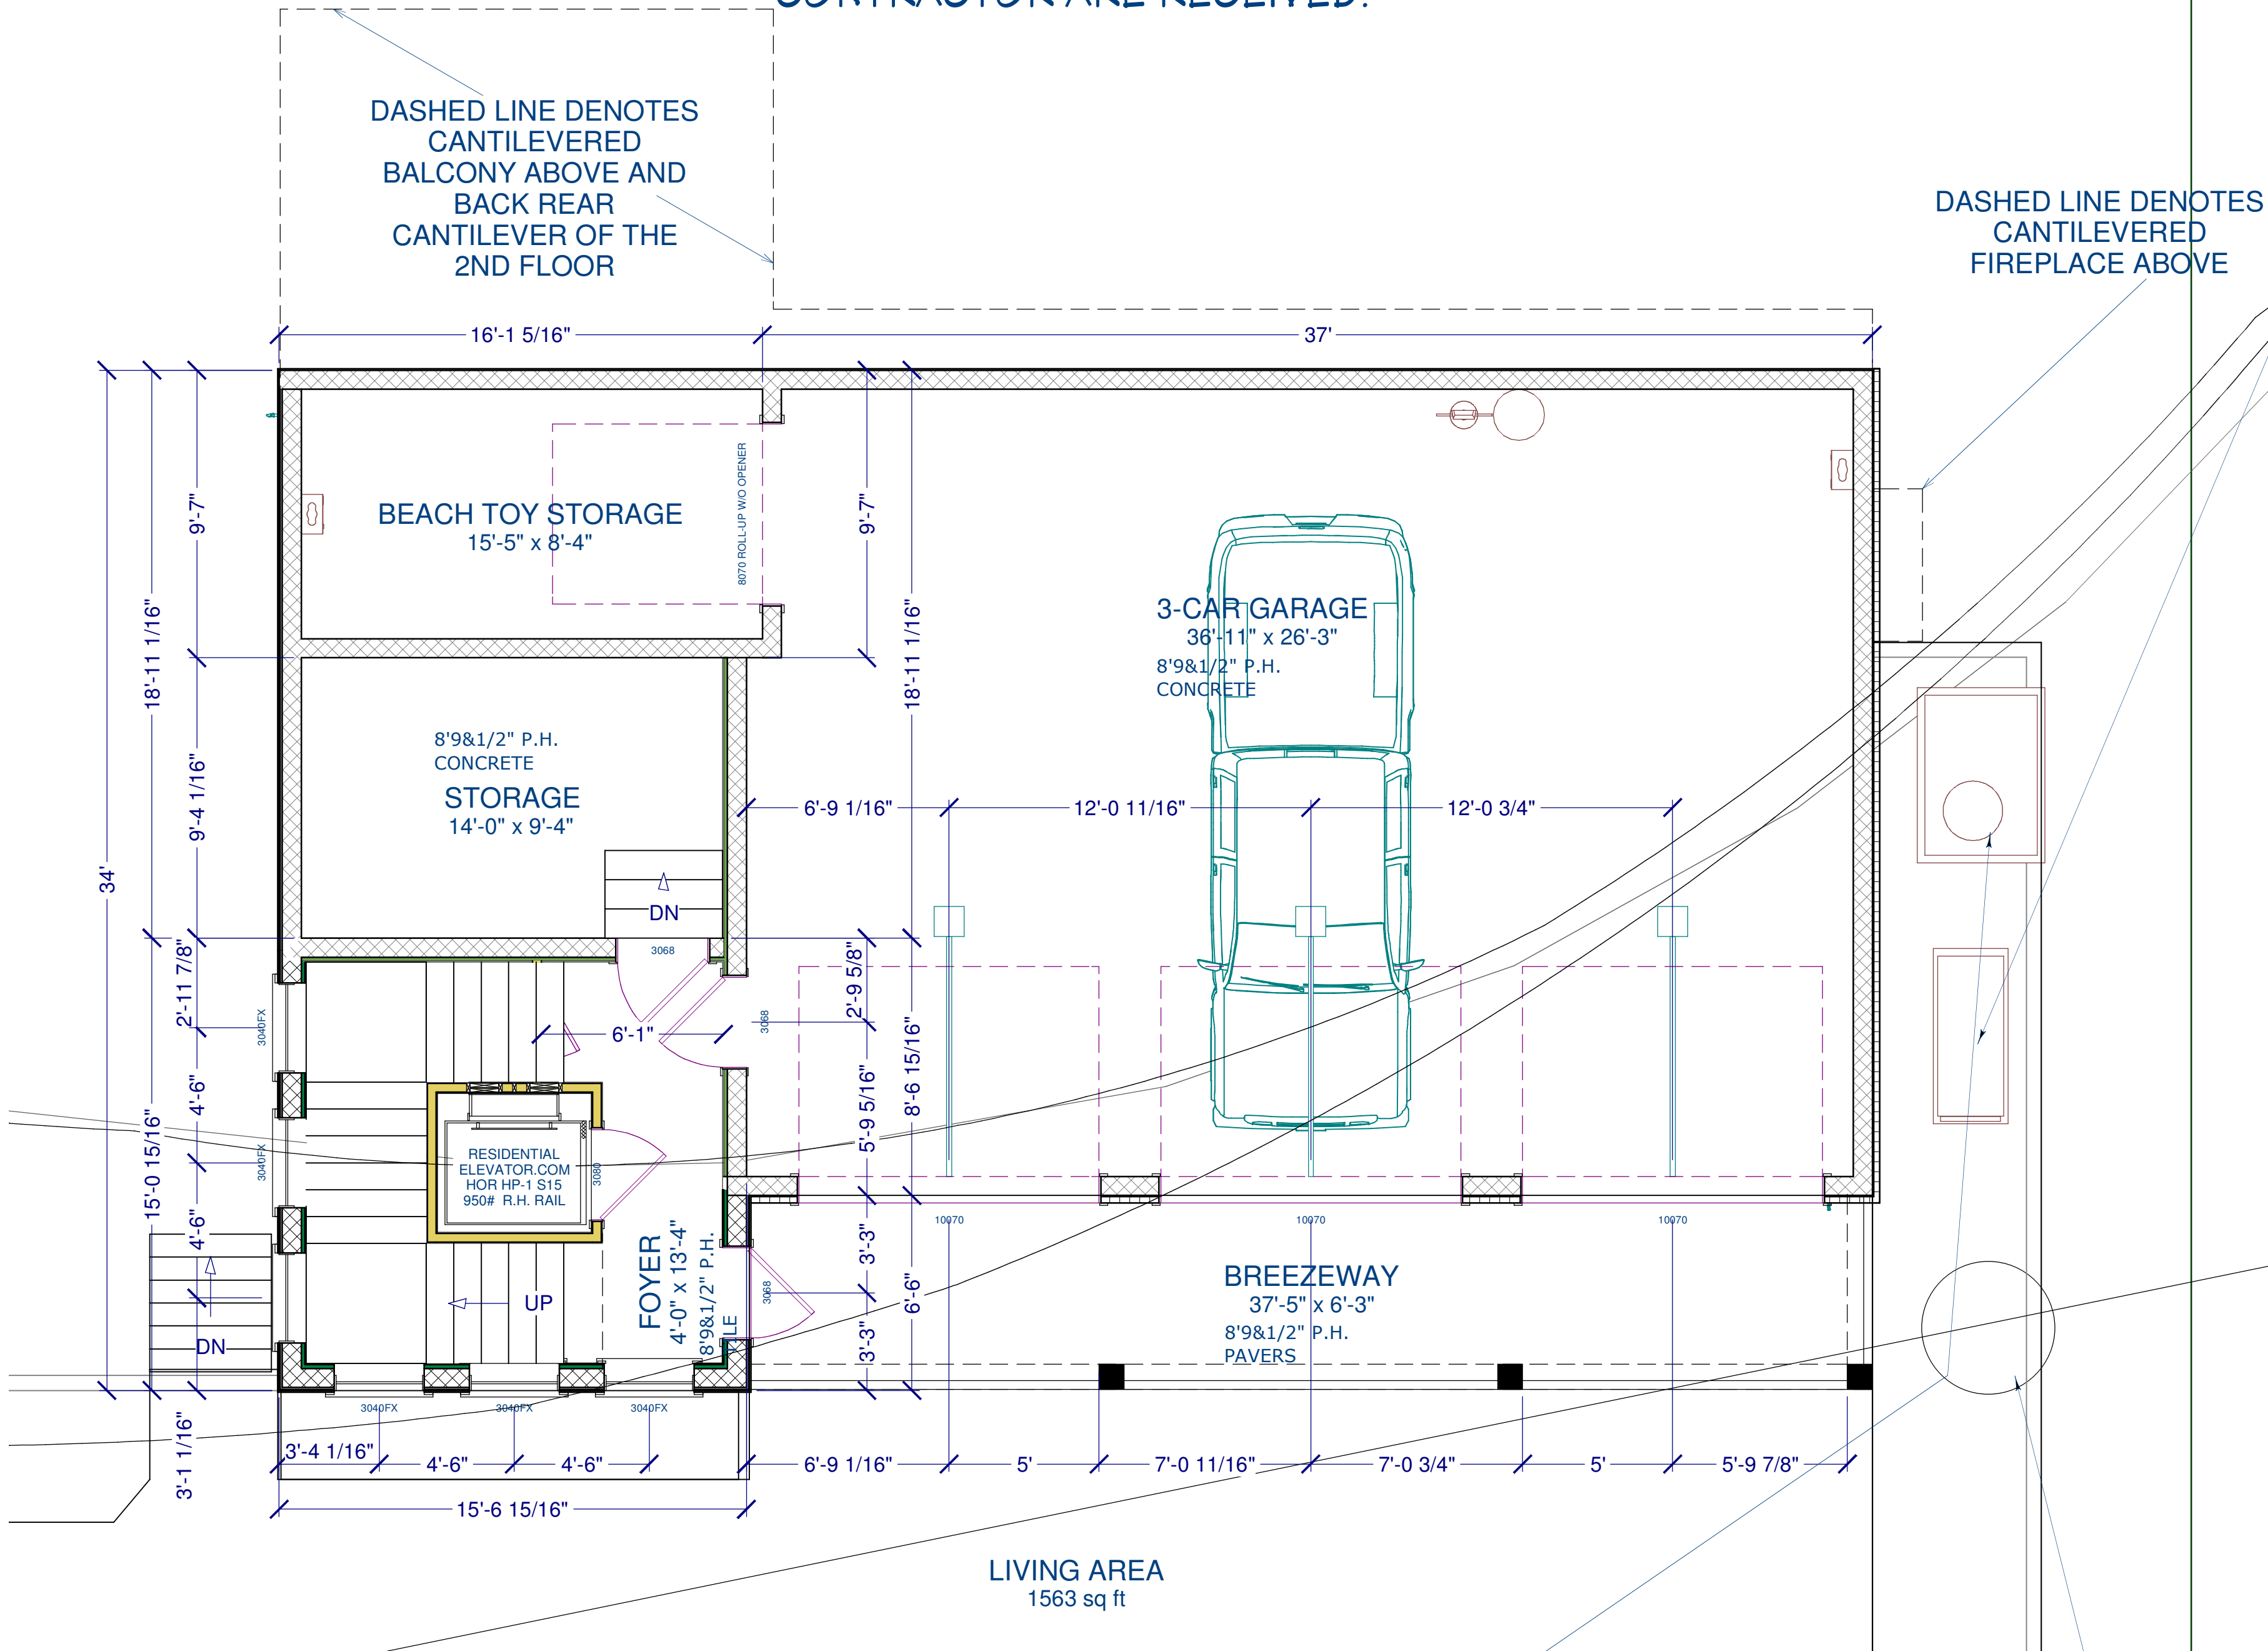 CONTRACTOR ARE RECEIVED.
DASHED LINE DENOTES
CANTILEVERED
BALCONY ABOVE AND
BACK REAR
CANTILEVER OF THE
2ND FLOOR
DASHED LINE DENOTES
CANTILEVERED
FIREPLACE ABOVE
16'-1 5/16"
37'
34'
18'-11 1/16"
9'-7"
9'-4 1/16"
2'-11 7/8"
4'-6"
4'-6"
15'-0 15/16"
3'-1 1/16"
BEACH TOY STORAGE
15'-5" x 8'-4"
8070 ROLL-UP W/O OPENER
9'-7"
18'-11 1/16"
3-CAR GARAGE
36'-11" x 26'-3"
8'9&1/2" P.H.
CONCRETE
8'9&1/2" P.H.
CONCRETE
STORAGE
14'-0" x 9'-4"
DN
6'-9 1/16"
12'-0 11/16"
12'-0 3/4"
3068
3068
6'-1"
2'-9 5/8"
5'-9 5/16"
8'-6 15/16"
3040FX
3040FX
RESIDENTIAL
ELEVATOR.COM
HOR HP-1 S15
950# R.H. RAIL
3080
FOYER
4'-0" x 13'-4"
8'9&1/2" P.H.
TILE
3068
UP
DN
3'-3"
3'-3"
6'-6"
10070
10070
10070
BREEZEWAY
37'-5" x 6'-3"
8'9&1/2" P.H.
PAVERS
3040FX
3040FX
3040FX
3'-4 1/16"
4'-6"
4'-6"
6'-9 1/16"
5'
7'-0 11/16"
7'-0 3/4"
5'
5'-9 7/8"
15'-6 15/16"
LIVING AREA
1563 sq ft